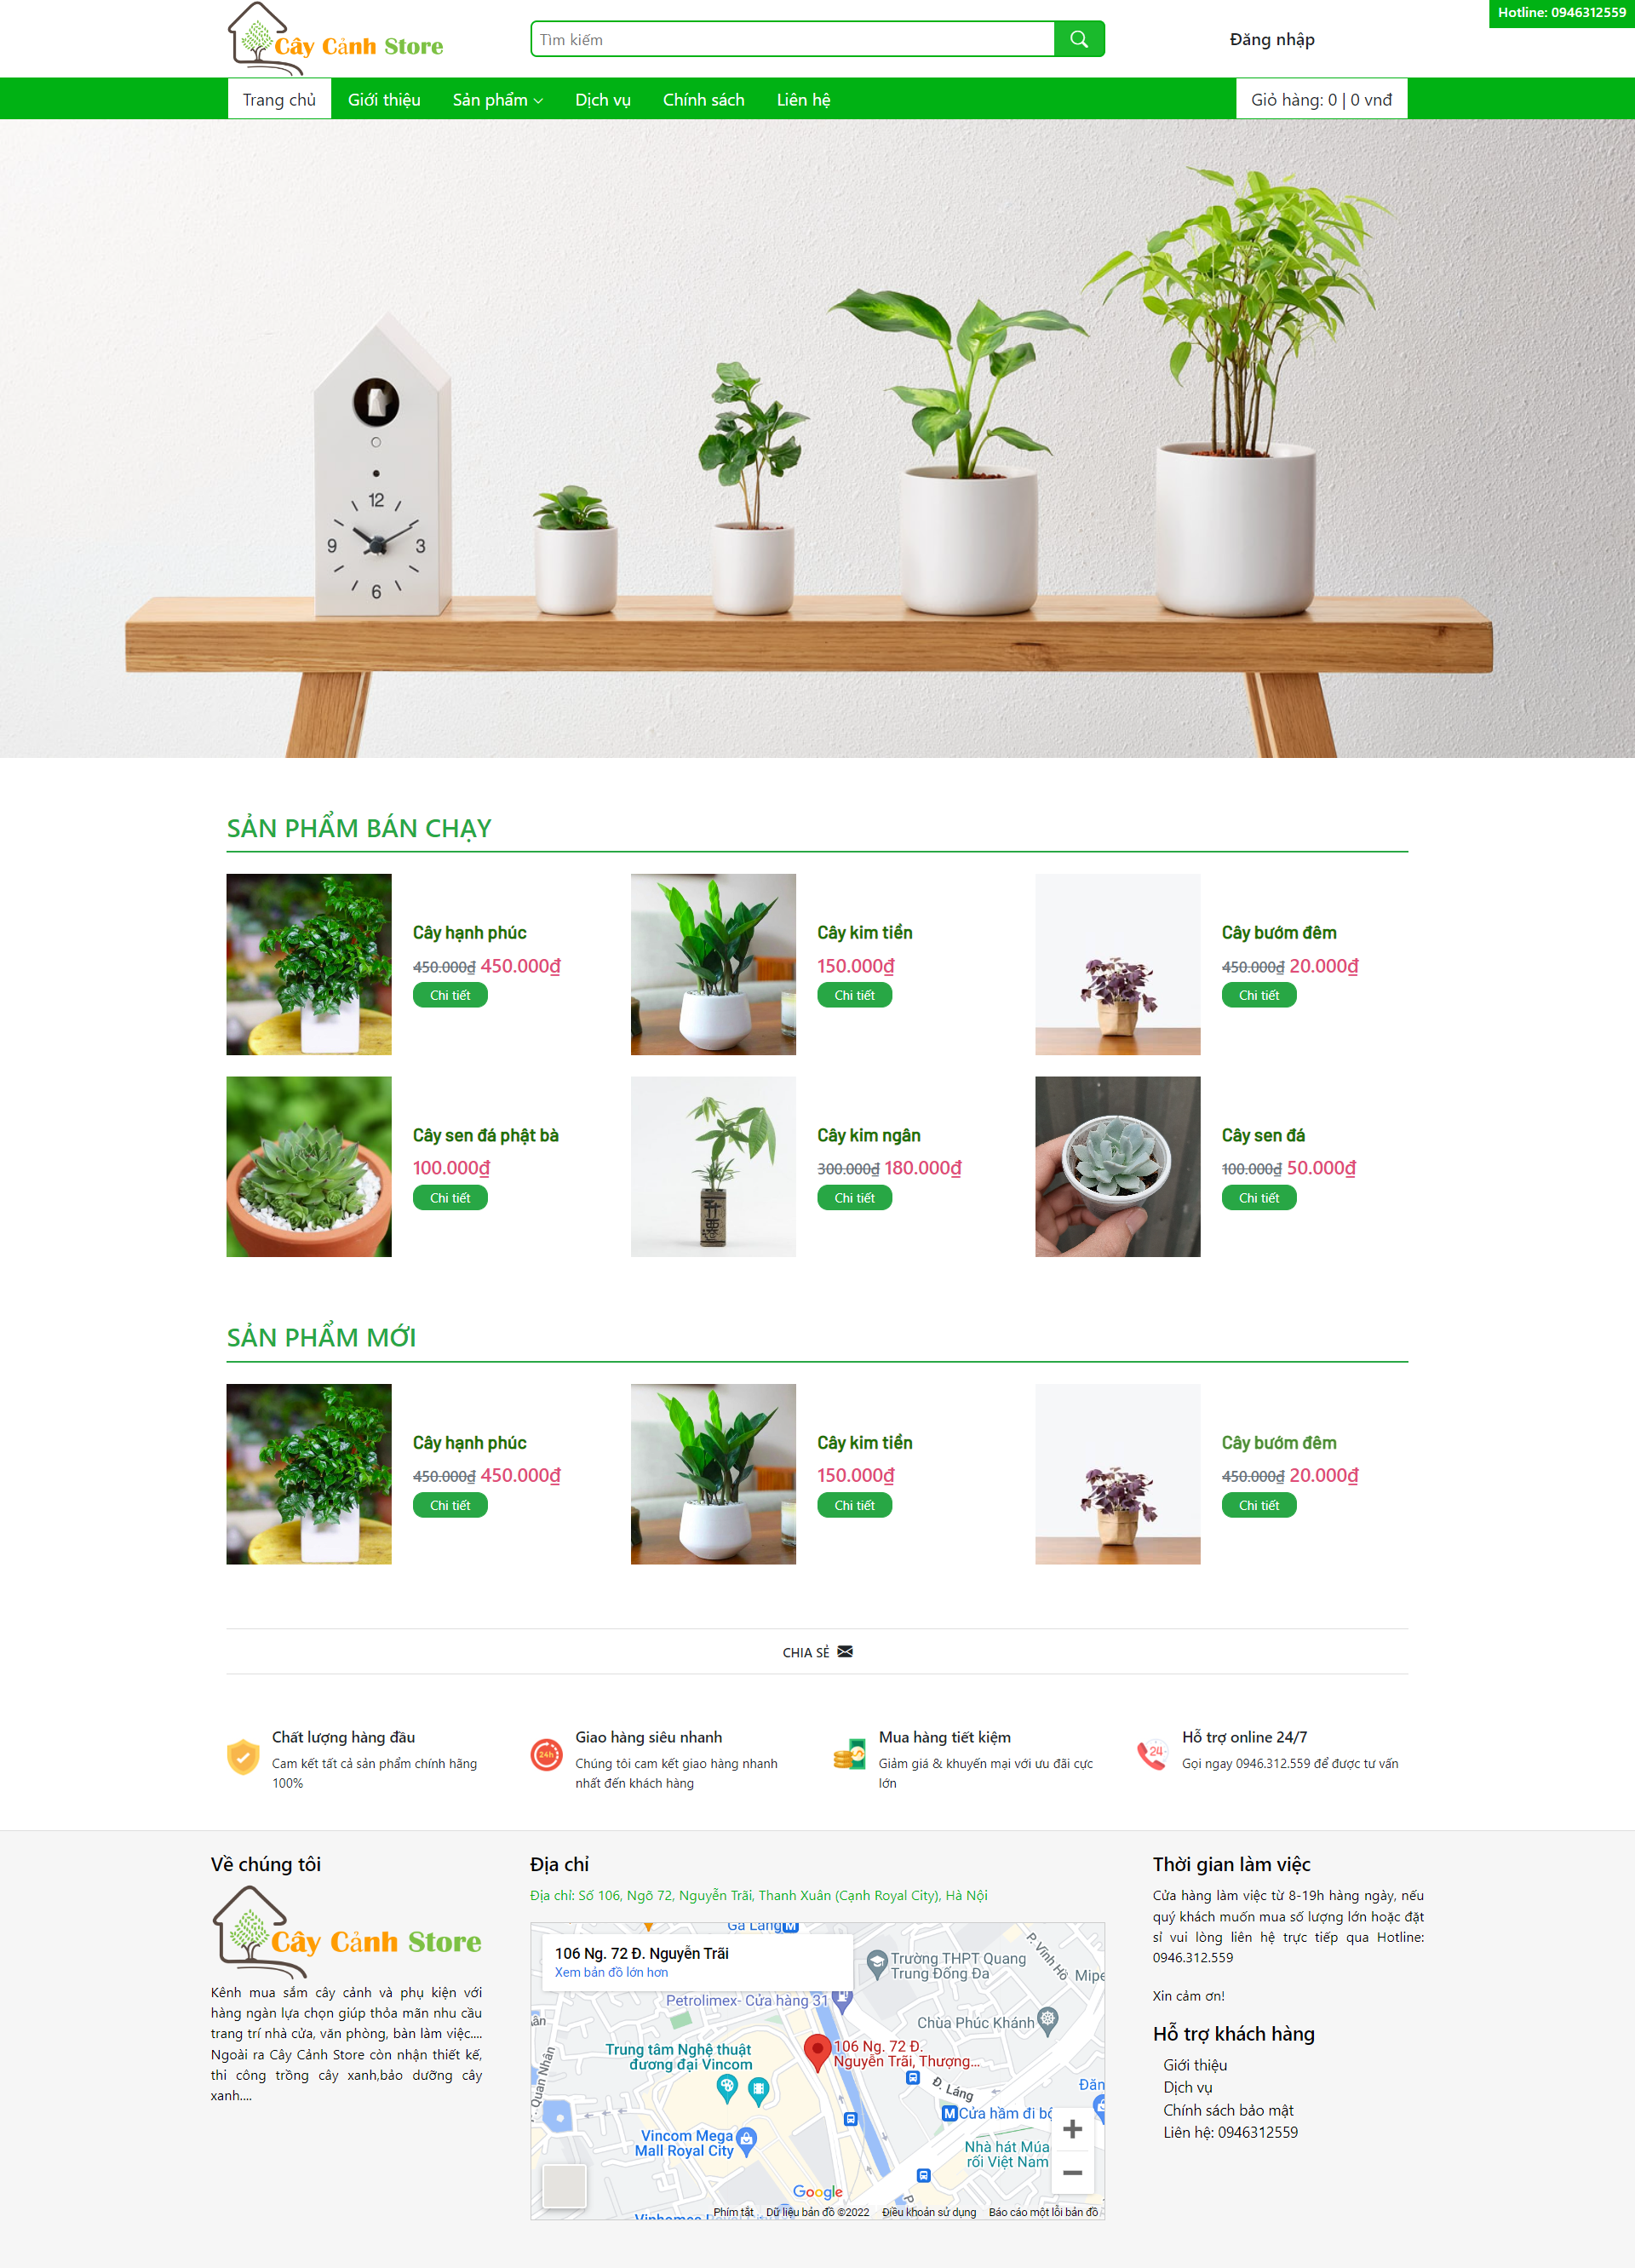 Hotline: 0946312559
Cây Cảnh Store
Tìm kiếm
Đăng nhập
Trang chủ
Giới thiệu
Sản phẩm
Dịch vụ
Chính sách
Liên hệ
Giỏ hàng: 0 | 0 vnđ
12
9
3
6
SẢN PHẨM BÁN CHẠY
Cây hạnh phúc
450.000₫ 450.000₫
Chi tiết
Cây kim tiền
150.000₫
Chi tiết
Cây bướm đêm
450.000₫ 20.000₫
Chi tiết
Cây sen đá phật bà
100.000₫
Chi tiết
Cây kim ngân
300.000₫ 180.000₫
Chi tiết
Cây sen đá
100.000₫ 50.000₫
Chi tiết
SẢN PHẨM MỚI
Cây hạnh phúc
450.000₫ 450.000₫
Chi tiết
Cây kim tiền
150.000₫
Chi tiết
Cây bướm đêm
450.000₫ 20.000₫
Chi tiết
CHIA SẺ
Chất lượng hàng đầu
Cam kết tất cả sản phẩm chính hãng
100%
24h
Giao hàng siêu nhanh
Chúng tôi cam kết giao hàng nhanh
nhất đến khách hàng
Mua hàng tiết kiệm
Giảm giá & khuyến mại với ưu đãi cực
lớn
24
Hỗ trợ online 24/7
Gọi ngay 0946.312.559 để được tư vấn
Về chúng tôi
Cây Cảnh Store
Kênh mua sắm cây cảnh và phụ kiện với
hàng ngàn lựa chọn giúp thỏa mãn nhu cầu
trang trí nhà cửa, văn phòng, bàn làm việc....
Ngoài ra Cây Cảnh Store còn nhận thiết kế,
thi công trồng cây xanh,bảo dưỡng cây
xanh....
Địa chỉ
Địa chỉ: Số 106, Ngõ 72, Nguyễn Trãi, Thanh Xuân (Cạnh Royal City), Hà Nội
Ga Láng
106 Ng. 72 Đ. Nguyễn Trãi
Xem bản đồ lớn hơn
Trường THPT Quang
Trung Đống Đa
P. Vĩnh Hồ
Mipe
Petrolimex- Cửa hàng 31
Chùa Phúc Khánh
Trung tâm Nghệ thuật
đương đại Vincom
106 Ng. 72 Đ.
Nguyễn Trãi, Thượng...
Quan Nhân
Đ. Láng
Đăn
Cửa hầm đi bộ
Vincom Mega
Mall Royal City
Nhà hát Múa
rối Việt Nam
Google
Phím tắt
Dữ liệu bản đồ ©2022
Điều khoản sử dụng
Báo cáo một lỗi bản đồ
Thời gian làm việc
Cửa hàng làm việc từ 8-19h hàng ngày, nếu
quý khách muốn mua số lượng lớn hoặc đặt
sỉ vui lòng liên hệ trực tiếp qua Hotline:
0946.312.559
Xin cảm ơn!
Hỗ trợ khách hàng
Giới thiệu
Dịch vụ
Chính sách bảo mật
Liên hệ: 0946312559